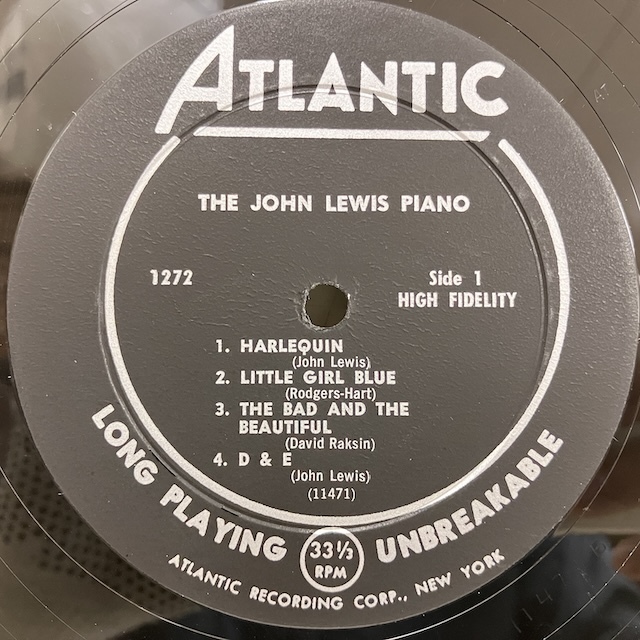 ATLANTIC
THE JOHN LEWIS PIANO
1272
Side 1
HIGH FIDELITY
1. HARLEQUIN
(John Lewis)
2. LITTLE GIRL BLUE
(Rodgers-Hart)
3. THE BAD AND THE
BEAUTIFUL
(David Raksin)
4. D & E
(John Lewis)
(11471)
LONG PLAYING 33⅓ UNBREAKABLE
RPM
ATLANTIC RECORDING CORP., NEW YORK